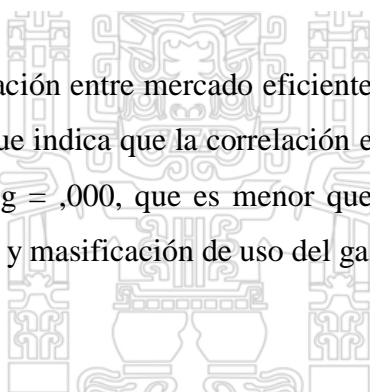 ación entre mercado eficiente
ue indica que la correlación e
g = ,000, que es menor que
y masificación de uso del ga